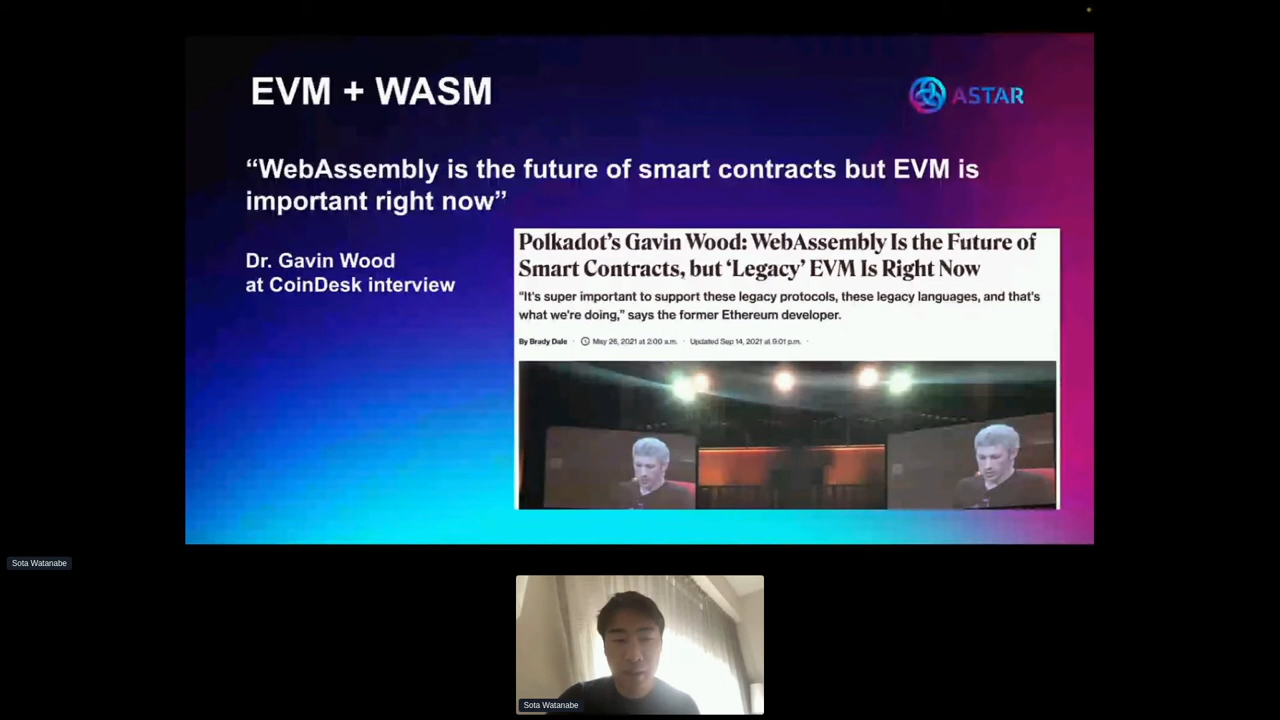 EVM + WASM
ASTAR
“WebAssembly is the future of smart contracts but EVM is
important right now”
Dr. Gavin Wood
at CoinDesk interview
Polkadot’s Gavin Wood: WebAssembly Is the Future of
Smart Contracts, but ‘Legacy’ EVM Is Right Now
“It's super important to support these legacy protocols, these legacy languages, and that's
what we're doing,” says the former Ethereum developer.
By Brady Dale · May 26, 2021 at 2:00 a.m. · Updated Sep 14, 2021 at 9:01 p.m. ·
Sota Watanabe
Sota Watanabe